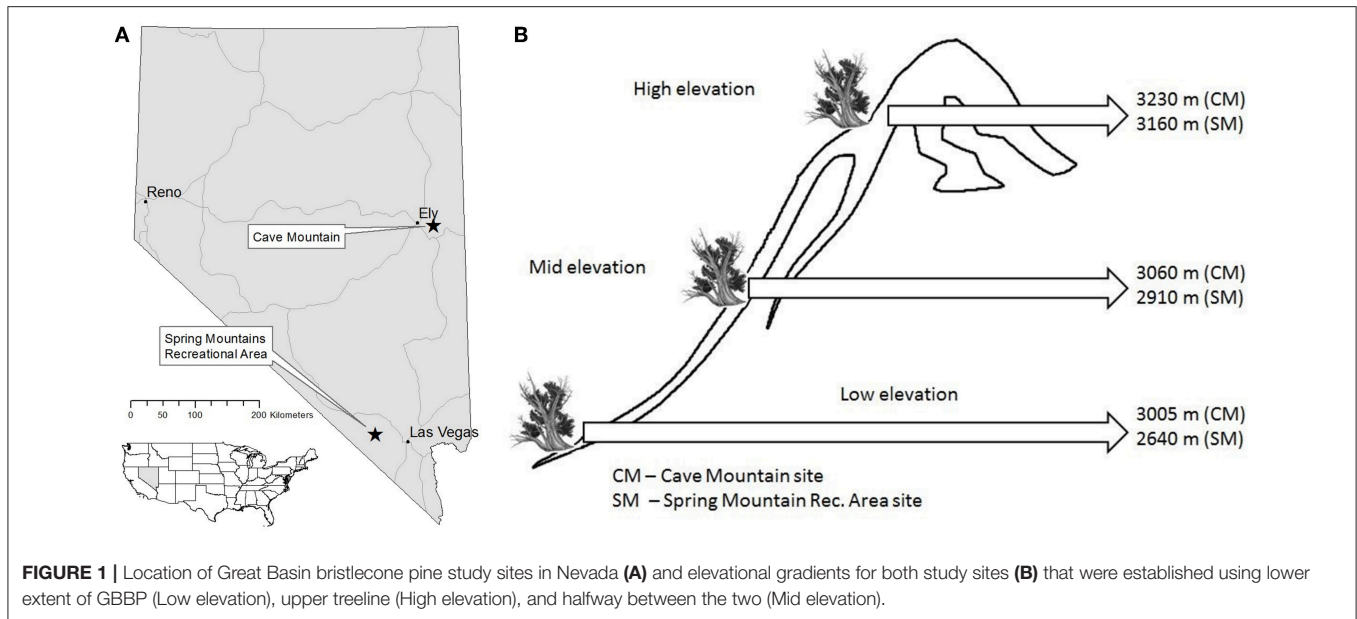 A
Reno
Ely
Cave Mountain
Spring Mountains
Recreational Area
0 50 100 200 Kilometers
Las Vegas
B
High elevation
3230 m (CM)
3160 m (SM)
Mid elevation
3060 m (CM)
2910 m (SM)
Low elevation
3005 m (CM)
2640 m (SM)
CM – Cave Mountain site
SM – Spring Mountain Rec. Area site
FIGURE 1 | Location of Great Basin bristlecone pine study sites in Nevada (A) and elevational gradients for both study sites (B) that were established using lower
extent of GBBP (Low elevation), upper treeline (High elevation), and halfway between the two (Mid elevation).